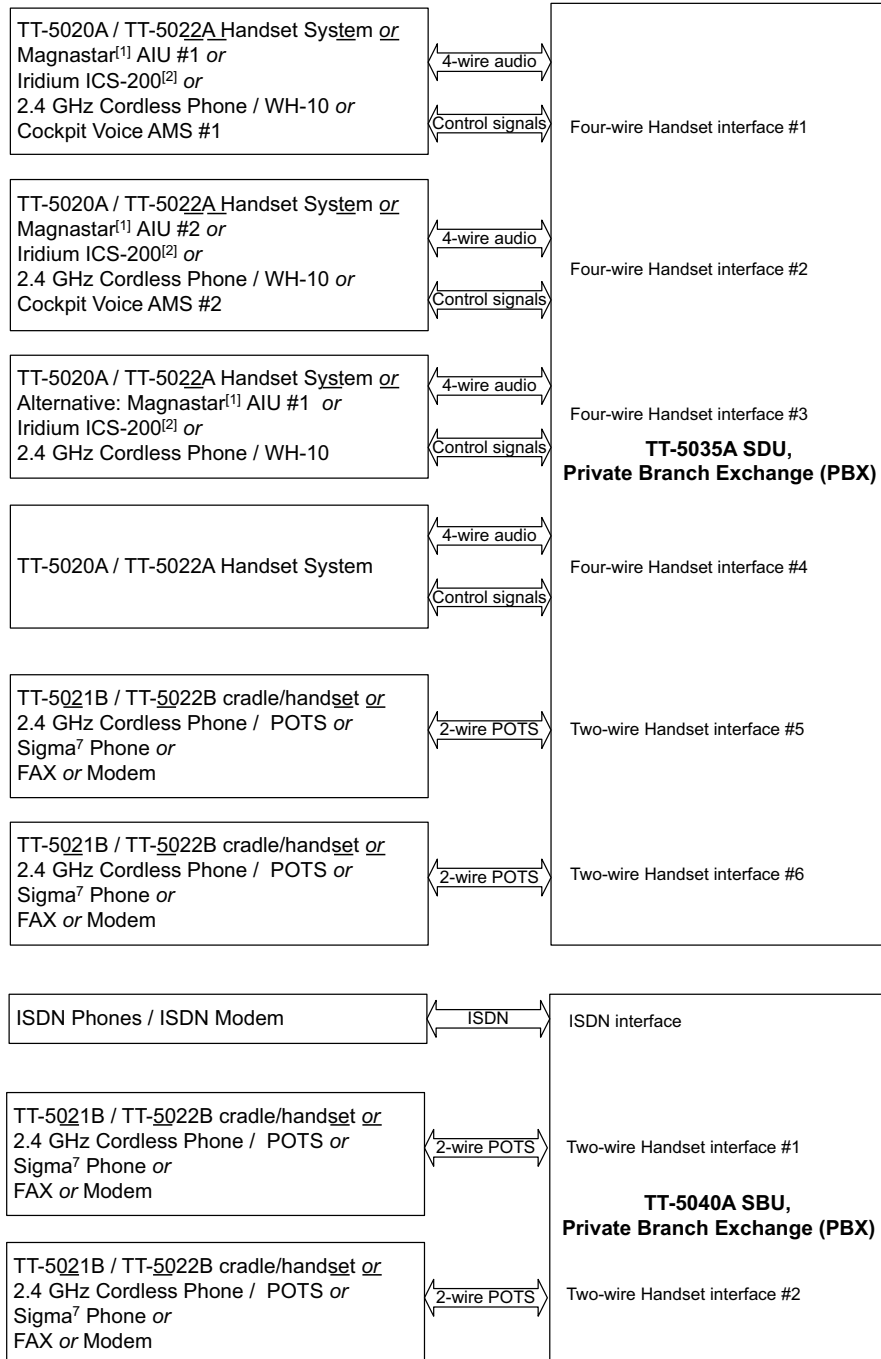 TT-5020A / TT-5022A Handset System or
Magnastar[1] AIU #1 or
Iridium ICS-200[2] or
2.4 GHz Cordless Phone / WH-10 or
Cockpit Voice AMS #1
4-wire audio
Control signals
Four-wire Handset interface #1
TT-5020A / TT-5022A Handset System or
Magnastar[1] AIU #2 or
Iridium ICS-200[2] or
2.4 GHz Cordless Phone / WH-10 or
Cockpit Voice AMS #2
4-wire audio
Control signals
Four-wire Handset interface #2
TT-5020A / TT-5022A Handset System or
Alternative: Magnastar[1] AIU #1 or
Iridium ICS-200[2] or
2.4 GHz Cordless Phone / WH-10
4-wire audio
Control signals
Four-wire Handset interface #3
TT-5035A SDU,
Private Branch Exchange (PBX)
TT-5020A / TT-5022A Handset System
4-wire audio
Control signals
Four-wire Handset interface #4
TT-5021B / TT-5022B cradle/handset or
2.4 GHz Cordless Phone / POTS or
Sigma7 Phone or
FAX or Modem
2-wire POTS
Two-wire Handset interface #5
TT-5021B / TT-5022B cradle/handset or
2.4 GHz Cordless Phone / POTS or
Sigma7 Phone or
FAX or Modem
2-wire POTS
Two-wire Handset interface #6
ISDN Phones / ISDN Modem
ISDN
ISDN interface
TT-5021B / TT-5022B cradle/handset or
2.4 GHz Cordless Phone / POTS or
Sigma7 Phone or
FAX or Modem
2-wire POTS
Two-wire Handset interface #1
TT-5040A SBU,
Private Branch Exchange (PBX)
TT-5021B / TT-5022B cradle/handset or
2.4 GHz Cordless Phone / POTS or
Sigma7 Phone or
FAX or Modem
2-wire POTS
Two-wire Handset interface #2